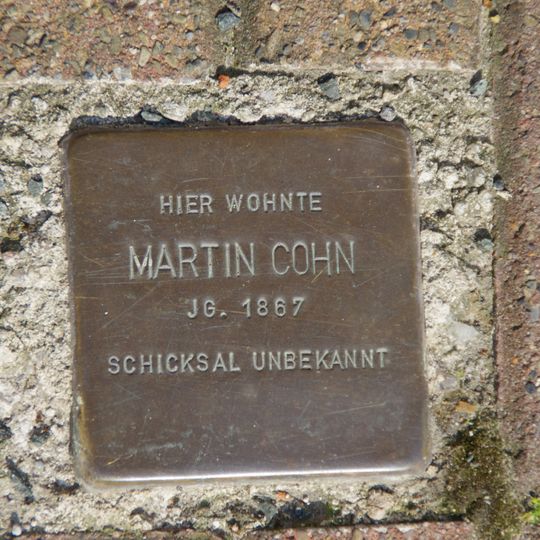 HIER WOHNTE
MARTIN COHN
JG. 1867
SCHICKSAL UNBEKANNT